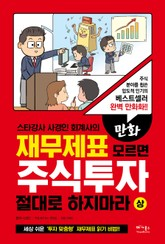 주식
분야를 휩쓴
압도적 인기의
베스트셀러
완벽 만화화!!
스타강사 사경인 회계사의
만화
재무제표 모르면
주식투자
절대로 하지마라
상
세상 쉬운 '투자 맞춤형' 재무제표 읽기 비법!!